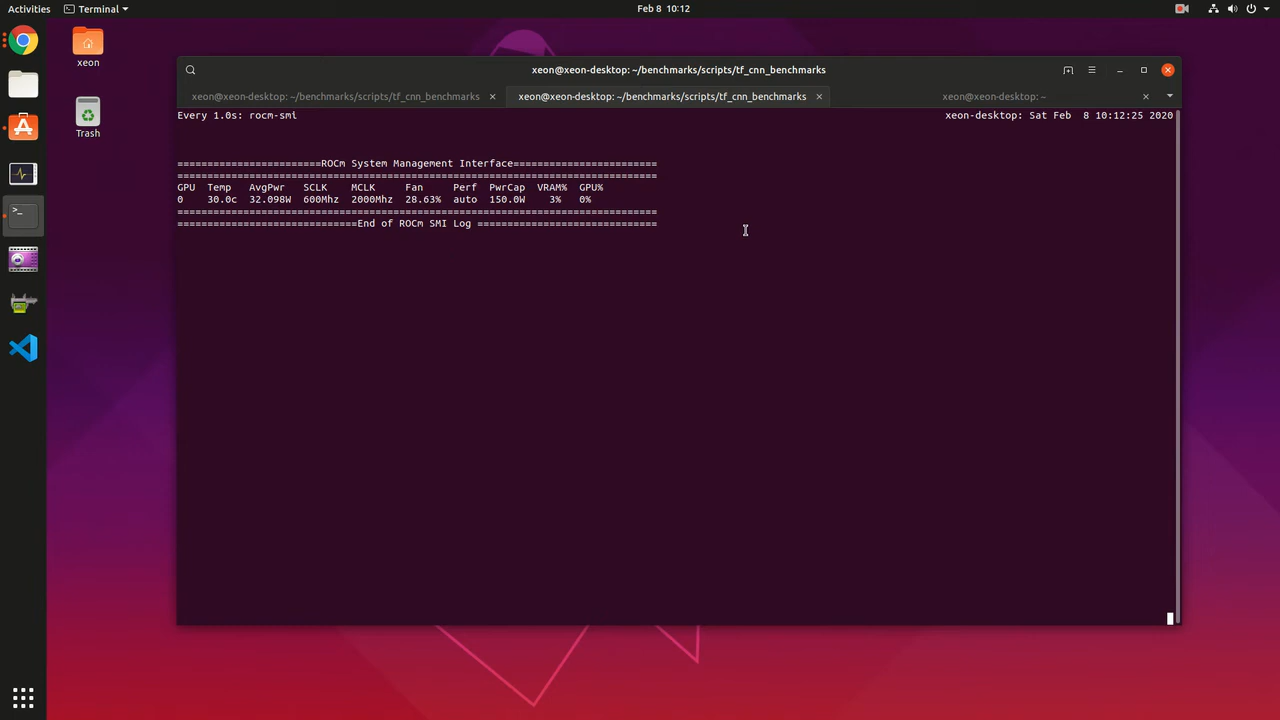 Activities Terminal Feb 8 10:12
xeon
Trash
xeon@xeon-desktop: ~/benchmarks/scripts/tf_cnn_benchmarks
xeon@xeon-desktop: ~/benchmarks/scripts/tf_cnn_benchmarks xeon@xeon-desktop: ~/benchmarks/scripts/tf_cnn_benchmarks xeon@xeon-desktop: ~
Every 1.0s: rocm-smi xeon-desktop: Sat Feb  8 10:12:25 2020
========================ROCm System Management Interface========================
================================================================================
GPU  Temp   AvgPwr   SCLK    MCLK     Fan     Perf  PwrCap  VRAM%  GPU%
0    30.0c  32.098W  600Mhz  2000Mhz  28.63%  auto  150.0W    3%   0%
================================================================================
==============================End of ROCm SMI Log ==============================